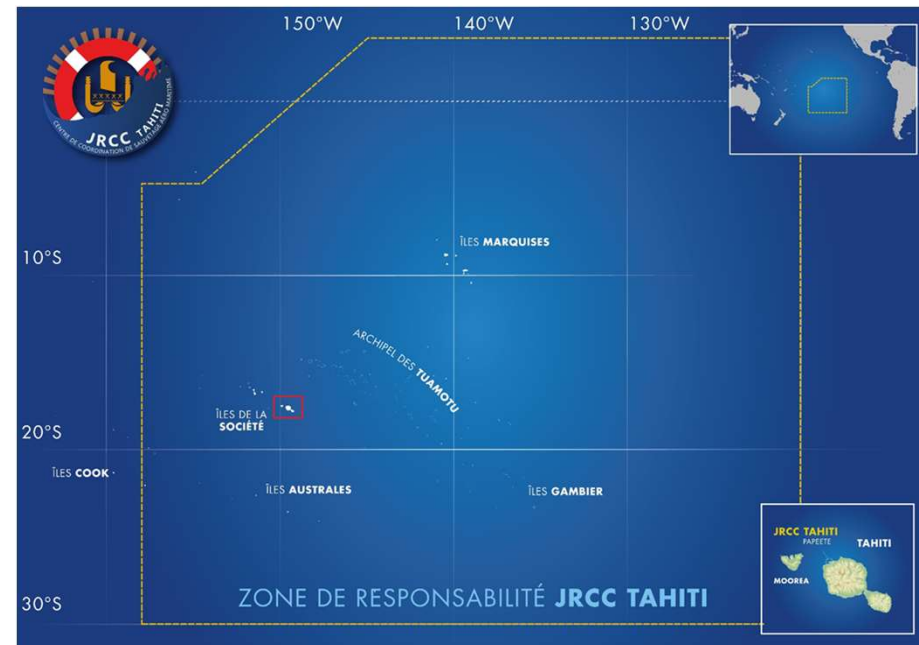 150°W
140°W
130°W
JRCC TAHITI
CENTRE DE COORDINATION DE SAUVETAGE AÉRO MARITIME
ÎLES MARQUISES
10°S
ARCHIPEL DES TUAMOTU
ÎLES DE LA
SOCIÉTÉ
20°S
ÎLES COOK
ÎLES AUSTRALES
ÎLES GAMBIER
JRCC TAHITI
PAPEETE
TAHITI
MOOREA
30°S
ZONE DE RESPONSABILITÉ JRCC TAHITI